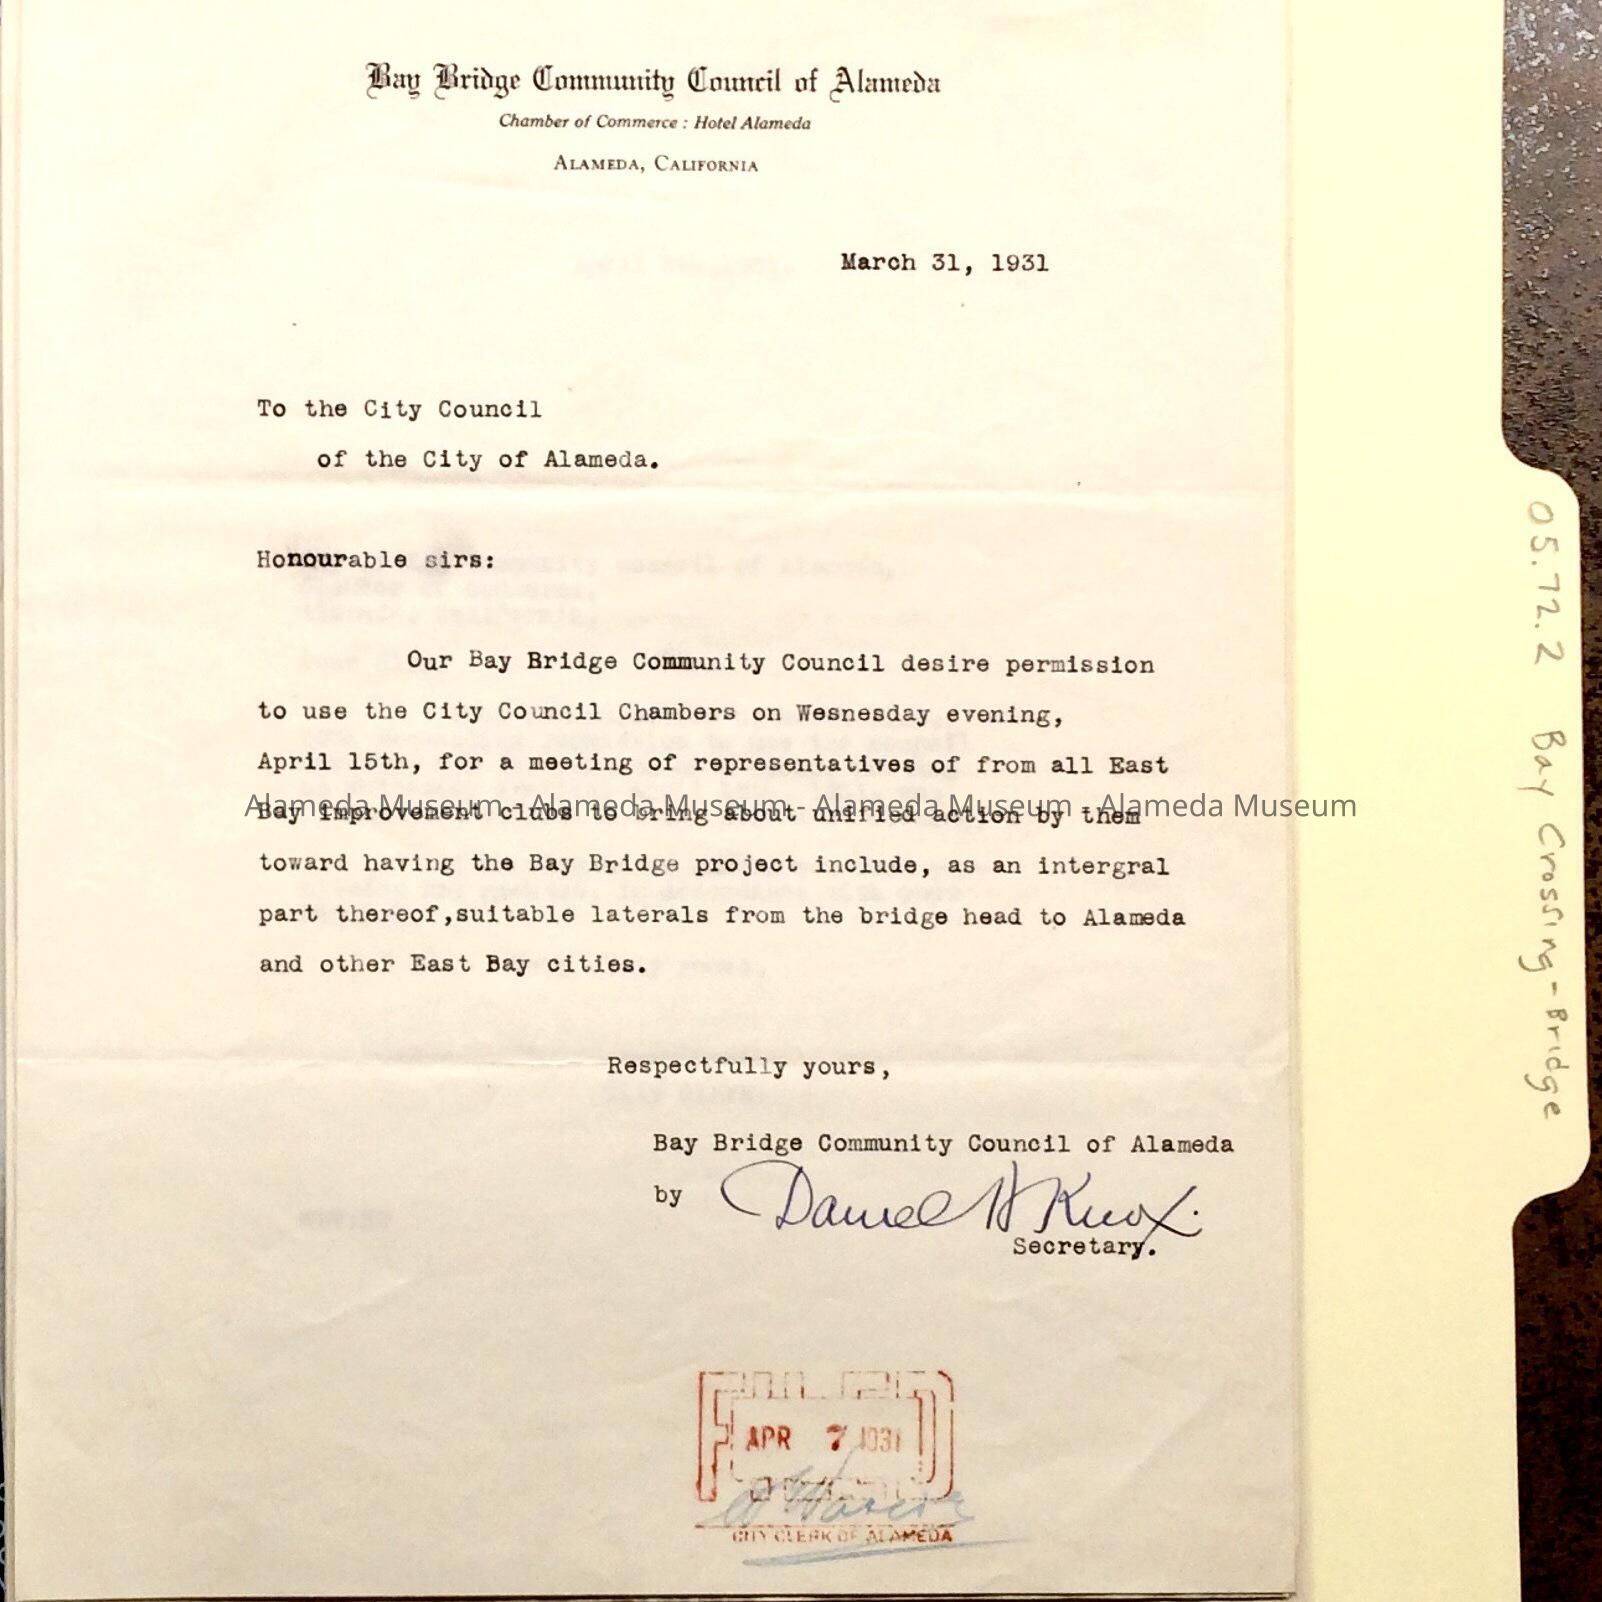 Bay Bridge Community Council of Alameda
Chamber of Commerce : Hotel Alameda
ALAMEDA, CALIFORNIA
March 31, 1931
To the City Council
of the City of Alameda.
Honourable sirs:
Our Bay Bridge Community Council desire permission
to use the City Council Chambers on Wesnesday evening,
April 15th, for a meeting of representatives of from all East
Bay improvement clubs to bring about unified action by them
Alameda Museum - Alameda Museum - Alameda Museum - Alameda Museum
toward having the Bay Bridge project include, as an intergral
part thereof,suitable laterals from the bridge head to Alameda
and other East Bay cities.
Respectfully yours,
Bay Bridge Community Council of Alameda
by Daniel H Knox.
Secretary.
FILED
APR 7 1931
CITY CLERK OF ALAMEDA
05.72.2 Bay Crossing - Bridge